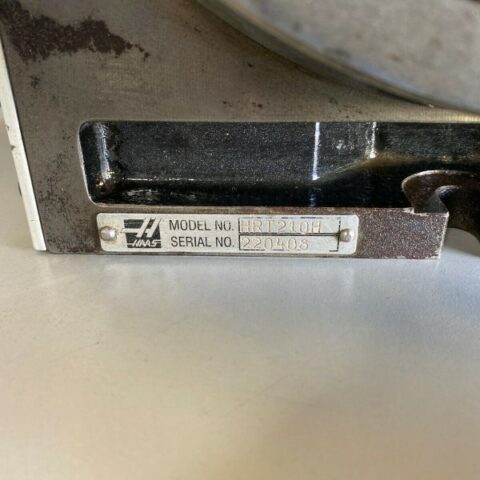 HAAS
MODEL NO. HRT210H
SERIAL NO. 220408